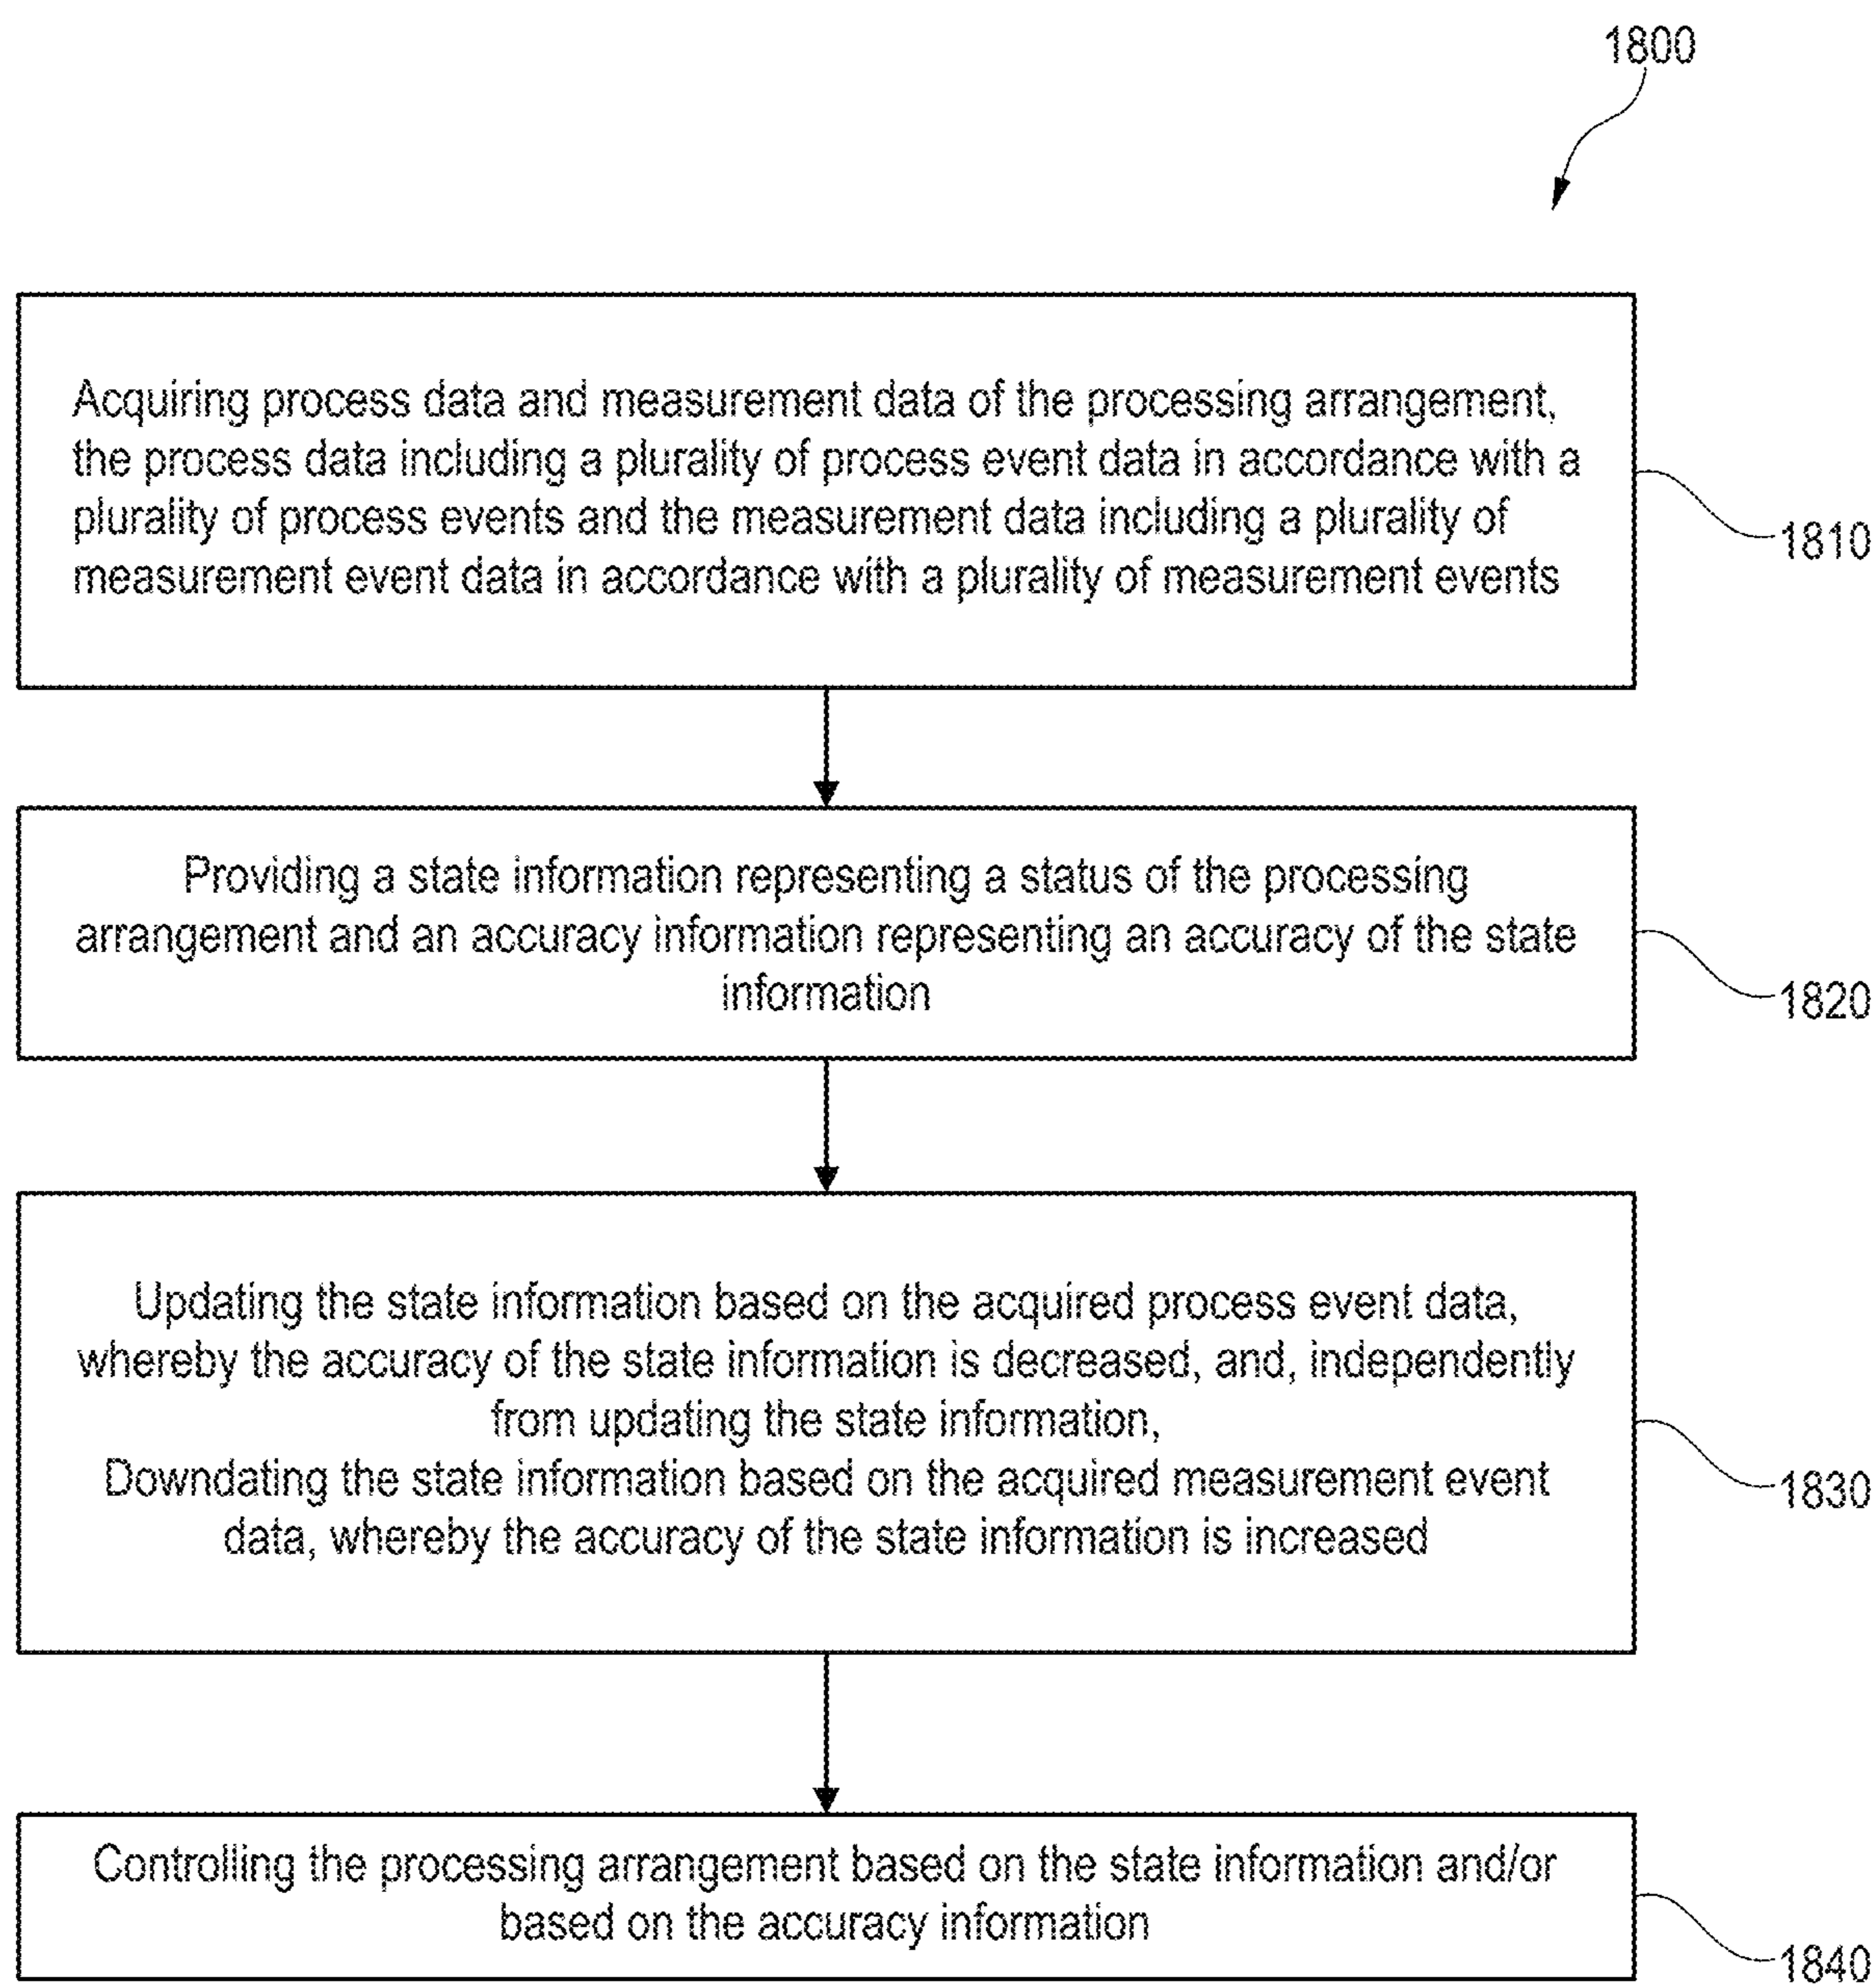 1800
Acquiring process data and measurement data of the processing arrangement,
the process data including a plurality of process event data in accordance with a
plurality of process events and the measurement data including a plurality of
measurement event data in accordance with a plurality of measurement events
1810
Providing a state information representing a status of the processing
arrangement and an accuracy information representing an accuracy of the state
information
1820
Updating the state information based on the acquired process event data,
whereby the accuracy of the state information is decreased, and, independently
from updating the state information,
Downdating the state information based on the acquired measurement event
data, whereby the accuracy of the state information is increased
1830
Controlling the processing arrangement based on the state information and/or
based on the accuracy information
1840